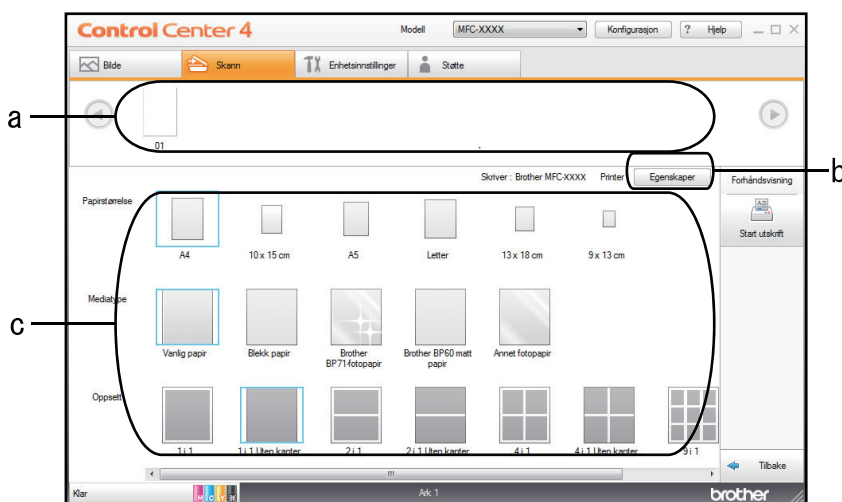 Control Center 4 Modell MFC-XXXX Konfigurasjon ? Hjelp
Bilde Skann Enhetsinnstillinger Støtte
a
01
Skriver : Brother MFC-XXXX Printer Egenskaper
b
Forhåndsvisning
Start utskrift
Papirstørrelse
A4 10 x 15 cm A5 Letter 13 x 18 cm 9 x 13 cm
c
Mediatype
Vanlig papir Blekk papir Brother BP71-fotopapir Brother BP60 matt papir Annet fotopapir
Oppsett
1 i 1 1 i 1 Uten kanter 2 i 1 2 i 1 Uten kanter 4 i 1 4 i 1 Uten kanter 9 i 1
Tilbake
Klar M C Y BK Ark 1 brother